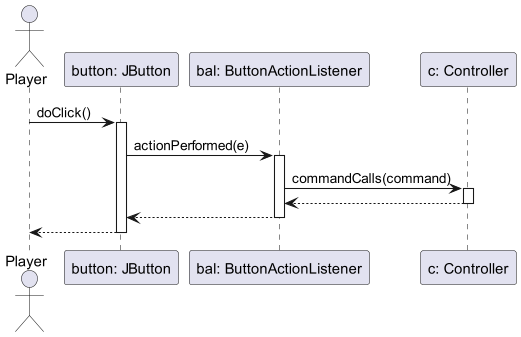 Player
button: JButton
bal: ButtonActionListener
c: Controller
doClick()
actionPerformed(e)
commandCalls(command)
Player
button: JButton
bal: ButtonActionListener
c: Controller